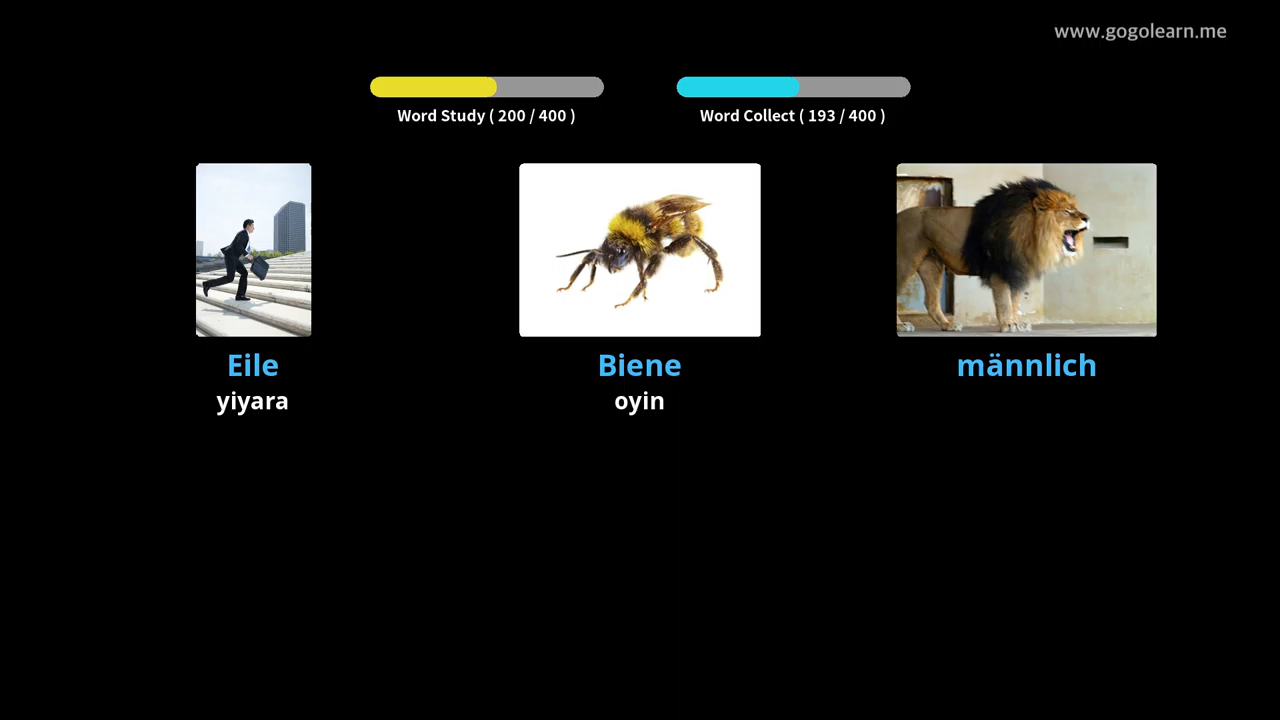 www.gogolearn.me
Word Study ( 200 / 400 )
Word Collect ( 193 / 400 )
Eile
yiyara
Biene
oyin
männlich